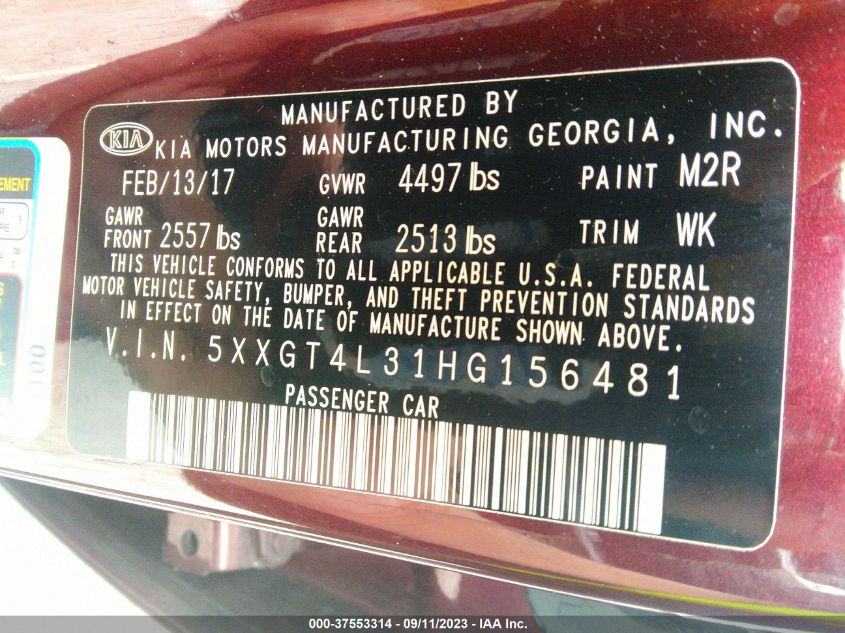 MANUFACTURED BY
KIA KIA MOTORS MANUFACTURING GEORGIA, INC.
FEB/13/17 GVWR 4497 lbs PAINT M2R
GAWR FRONT 2557 lbs GAWR REAR 2513 lbs TRIM WK
THIS VEHICLE CONFORMS TO ALL APPLICABLE U.S.A. FEDERAL
MOTOR VEHICLE SAFETY, BUMPER, AND THEFT PREVENTION STANDARDS
IN EFFECT ON THE DATE OF MANUFACTURE SHOWN ABOVE.
V.I.N. 5XXGT4L31HG156481
PASSENGER CAR
000-37553314 - 09/11/2023 - IAA Inc.